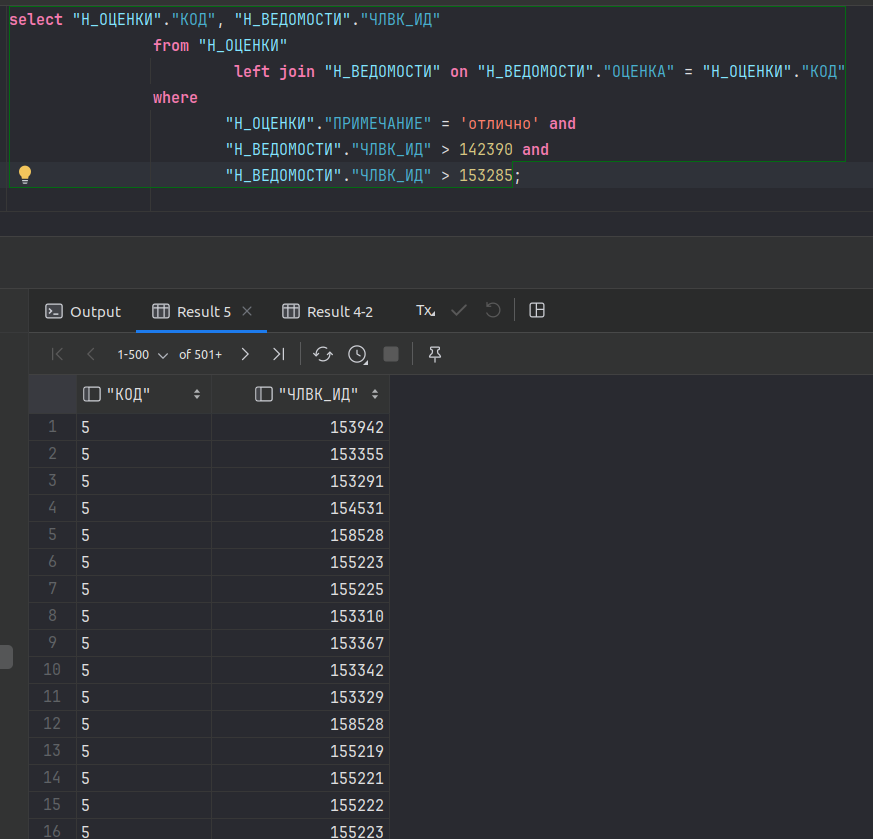 select "Н_ОЦЕНКИ"."КОД", "Н_ВЕДОМОСТИ"."ЧЛВК_ИД"
from "Н_ОЦЕНКИ"
left join "Н_ВЕДОМОСТИ" on "Н_ВЕДОМОСТИ"."ОЦЕНКА" = "Н_ОЦЕНКИ"."КОД"
where
"Н_ОЦЕНКИ"."ПРИМЕЧАНИЕ" = 'отлично' and
"Н_ВЕДОМОСТИ"."ЧЛВК_ИД" > 142390 and
"Н_ВЕДОМОСТИ"."ЧЛВК_ИД" > 153285;
Output Result 5 Result 4-2 Tx
1-500 of 501+
"КОД" "ЧЛВК_ИД"
1 5 153942
2 5 153355
3 5 153291
4 5 154531
5 5 158528
6 5 155223
7 5 155225
8 5 153310
9 5 153367
10 5 153342
11 5 153329
12 5 158528
13 5 155219
14 5 155221
15 5 155222
16 5 155223